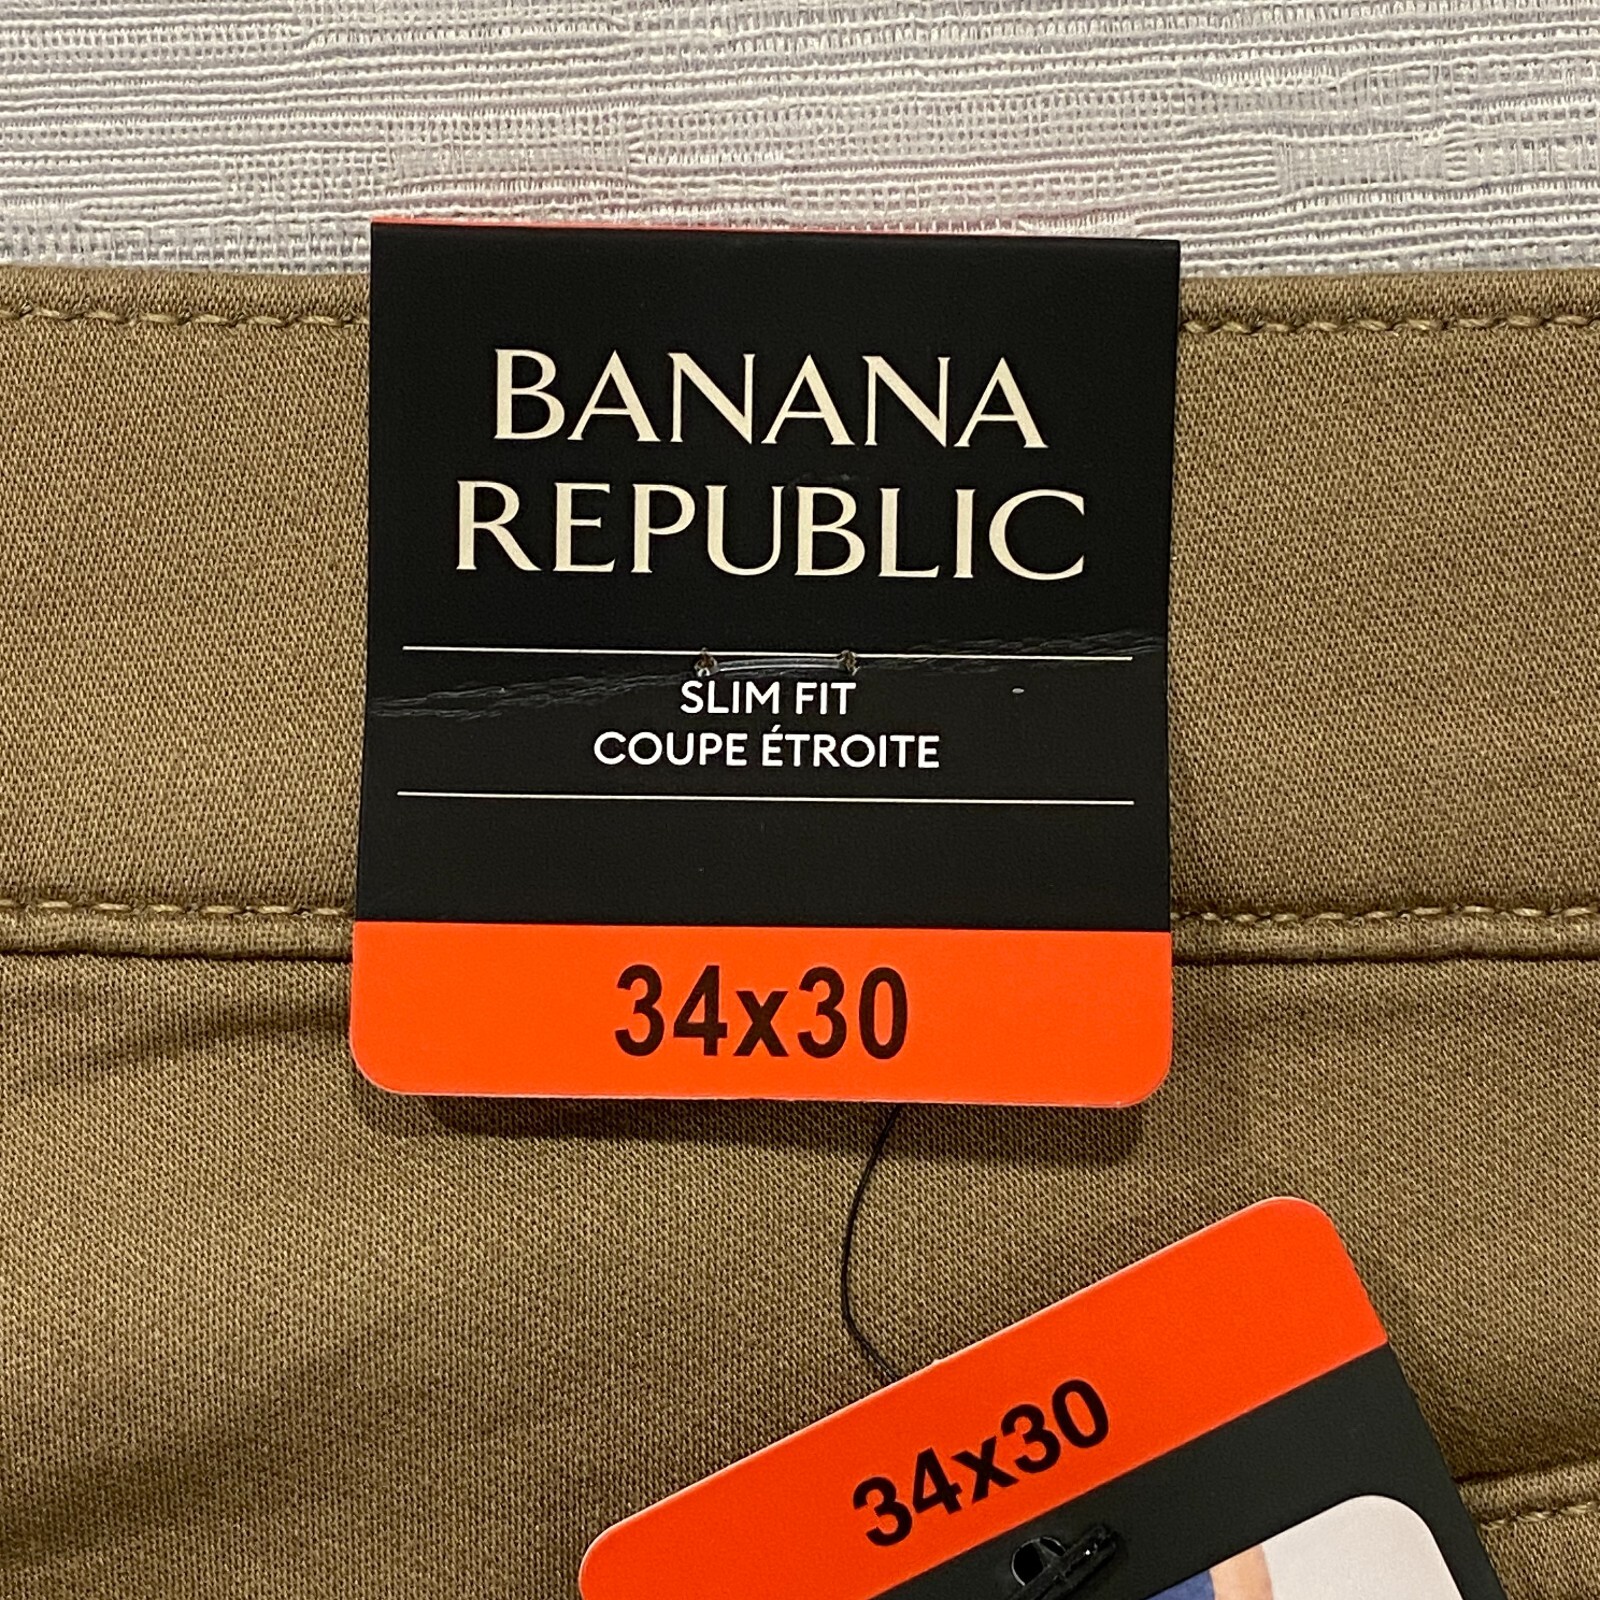 BANANA
REPUBLIC
SLIM FIT
COUPE ÉTROITE
34x30
34x30